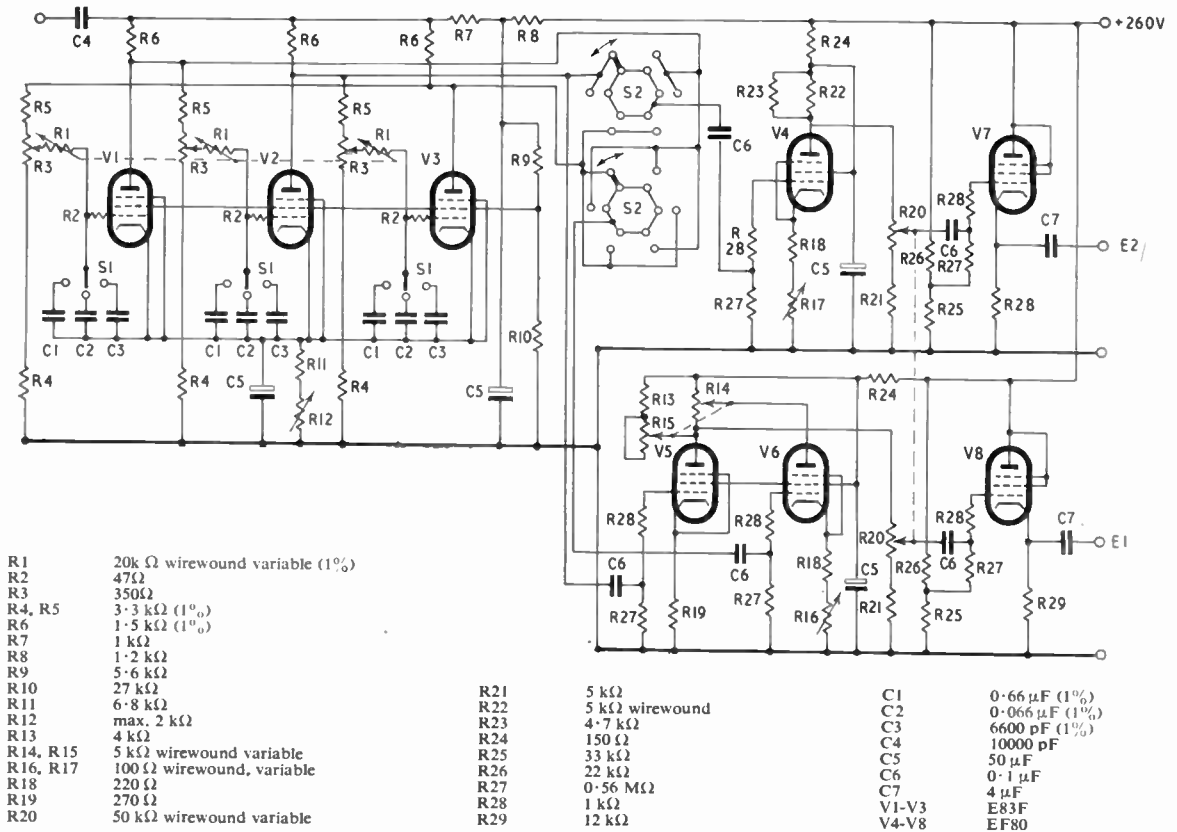 C4
R6
R6
R6
R7
R8
R24
+260V
R5
R5
R5
R1
R1
R1
R3
R3
R3
V1
V2
V3
R2
R2
R2
S1
S1
S1
C1 C2 C3
C1 C2 C3
C1 C2 C3
R4
R4
R4
C5
R11
R12
C5
R9
R10
S2
S2
C6
R23
R22
V4
R28
R27
R18
R17
C5
R20
R21
R26
C6
R28
R27
R25
V7
R28
C7
E2
R13
R15
R14
R24
V5
V6
V8
R28
C6
R27
R19
R28
C6
R27
R18
R16
C5
R20
R21
R26
C6
R28
R27
R25
R29
C7
E1
R1 20k Ω wirewound variable (1%)
R2 47Ω
R3 350Ω
R4, R5 3·3 kΩ (1%)
R6 1·5 kΩ (1%)
R7 1 kΩ
R8 1·2 kΩ
R9 5·6 kΩ
R10 27 kΩ
R11 6·8 kΩ
R12 max. 2 kΩ
R13 4 kΩ
R14, R15 5 kΩ wirewound variable
R16, R17 100 Ω wirewound, variable
R18 220 Ω
R19 270 Ω
R20 50 kΩ wirewound variable
R21 5 kΩ
R22 5 kΩ wirewound
R23 4·7 kΩ
R24 150 Ω
R25 33 kΩ
R26 22 kΩ
R27 0·56 MΩ
R28 1 kΩ
R29 12 kΩ
C1 0·66 μF (1%)
C2 0·066 μF (1%)
C3 6600 pF (1%)
C4 10000 pF
C5 50 μF
C6 0·1 μF
C7 4 μF
V1-V3 E83F
V4-V8 EF80